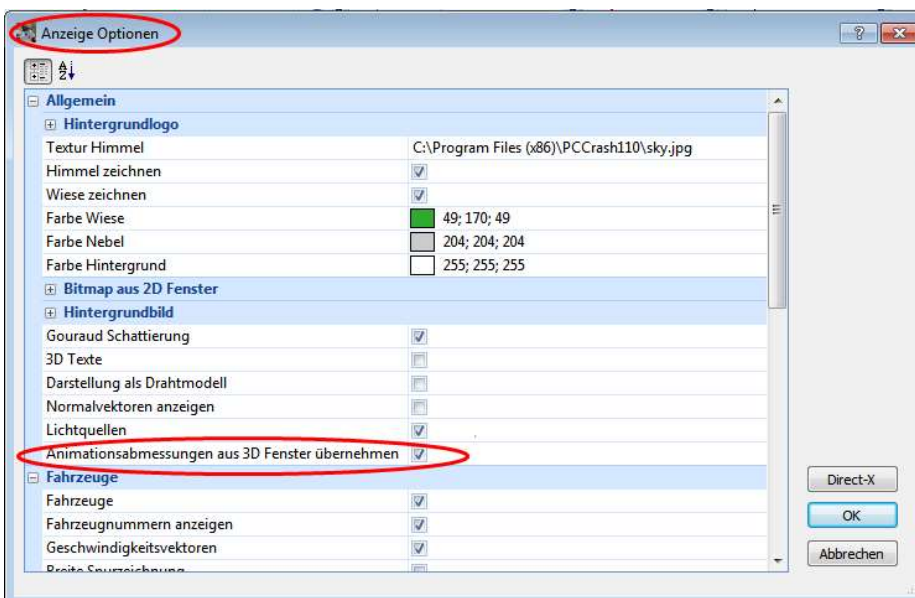 Anzeige Optionen
Allgemein
Hintergrundlogo
Textur Himmel C:\Program Files (x86)\PCCrash110\sky.jpg
Himmel zeichnen
Wiese zeichnen
Farbe Wiese 49; 170; 49
Farbe Nebel 204; 204; 204
Farbe Hintergrund 255; 255; 255
Bitmap aus 2D Fenster
Hintergrundbild
Gouraud Schattierung
3D Texte
Darstellung als Drahtmodell
Normalvektoren anzeigen
Lichtquellen
Animationsabmessungen aus 3D Fenster übernehmen
Fahrzeuge
Fahrzeuge
Fahrzeugnummern anzeigen
Geschwindigkeitsvektoren
Breite Spurzeichnung
Direct-X
OK
Abbrechen